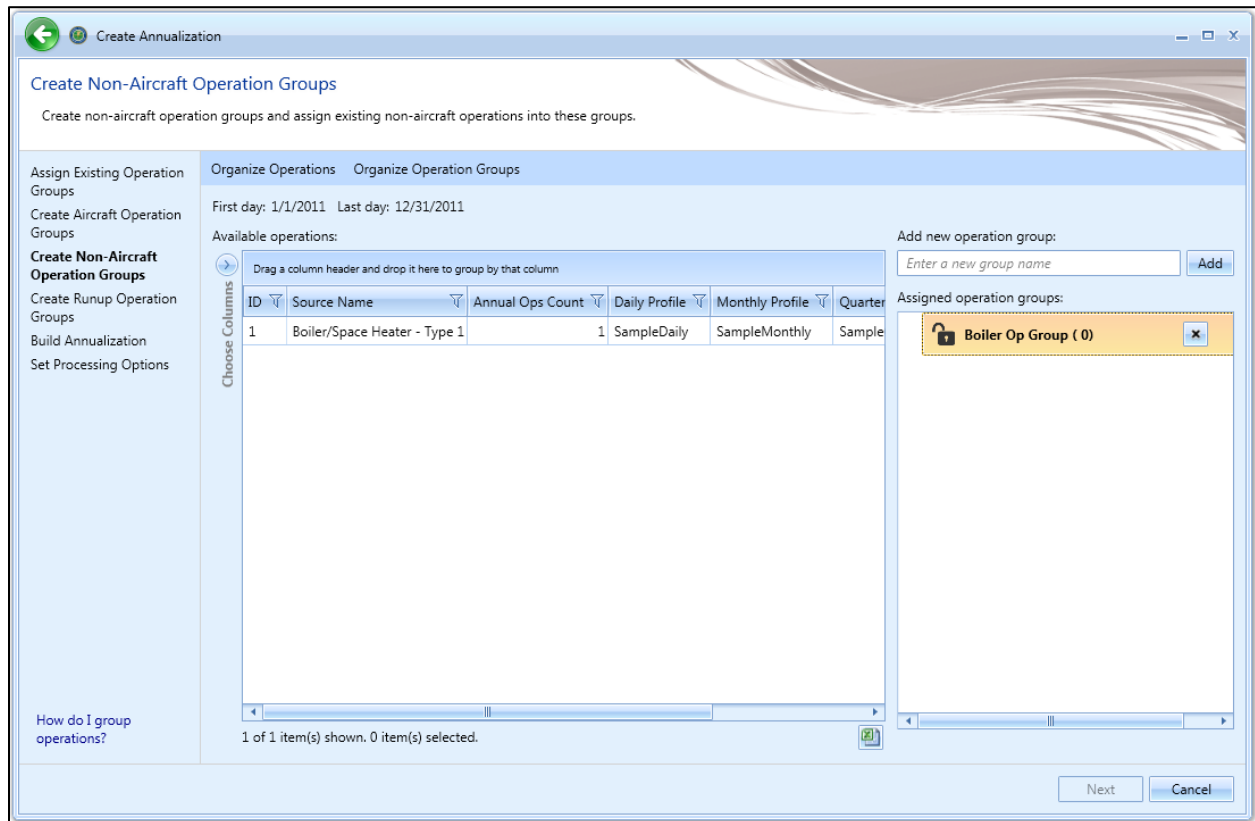 Create Annualization
Create Non-Aircraft Operation Groups
Create non-aircraft operation groups and assign existing non-aircraft operations into these groups.
Assign Existing Operation
Groups
Create Aircraft Operation
Groups
Create Non-Aircraft
Operation Groups
Create Runup Operation
Groups
Build Annualization
Set Processing Options
How do I group
operations?
Organize Operations Organize Operation Groups
First day: 1/1/2011 Last day: 12/31/2011
Available operations:
Choose Columns
Drag a column header and drop it here to group by that column
ID Source Name Annual Ops Count Daily Profile Monthly Profile Quarter
1 Boiler/Space Heater - Type 1 1 SampleDaily SampleMonthly Sample
1 of 1 item(s) shown. 0 item(s) selected.
Add new operation group:
Enter a new group name Add
Assigned operation groups:
Boiler Op Group ( 0)
Next Cancel